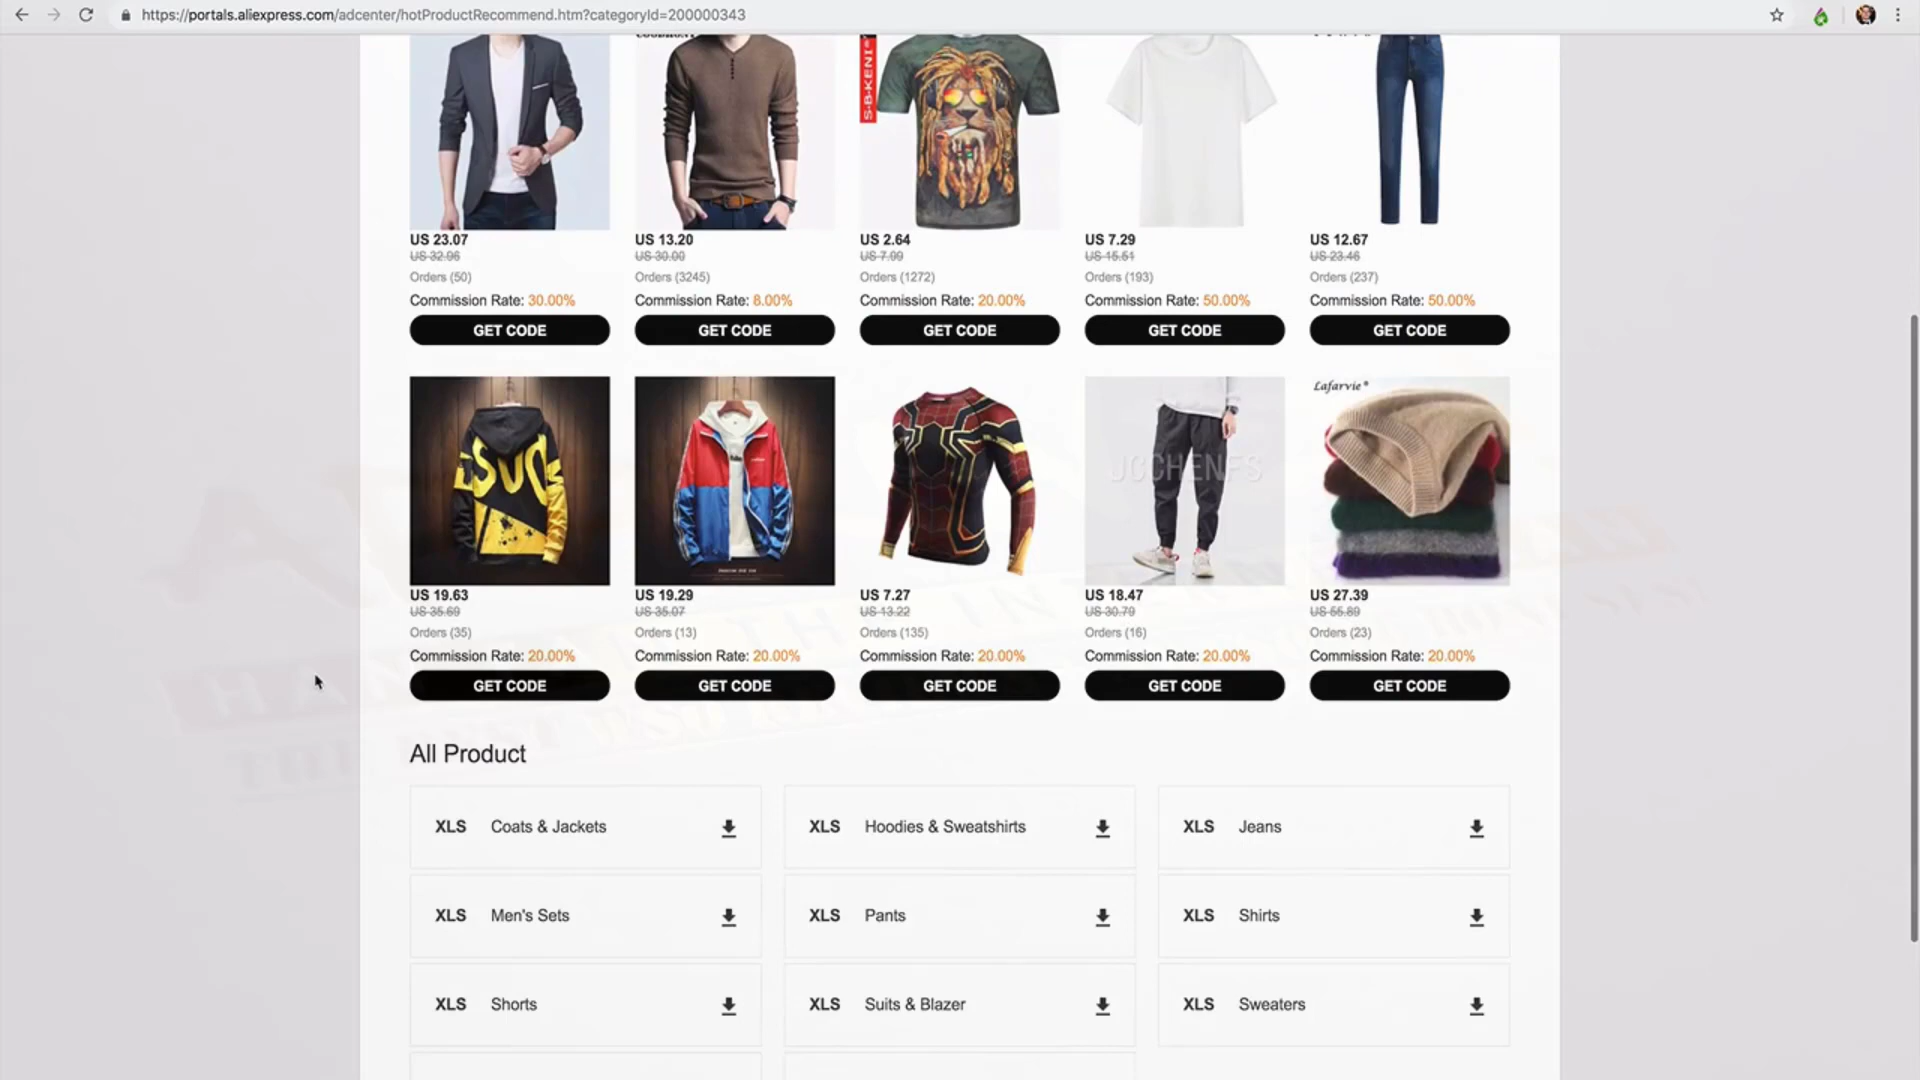 https://portals.aliexpress.com/adcenter/hotProductRecommend.htm?categoryId=200000343
S-B-KENI®
US 23.07
US 13.20
US 2.64
US 7.29
US 12.67
US 32.96
US 30.00
US 7.99
US 15.51
US 23.46
Orders (50)
Orders (3245)
Orders (1272)
Orders (193)
Orders (237)
Commission Rate: 30.00%
Commission Rate: 8.00%
Commission Rate: 20.00%
Commission Rate: 50.00%
Commission Rate: 50.00%
GET CODE
GET CODE
GET CODE
GET CODE
GET CODE
Lafarvie®
JCCHENFS
US 19.63
US 19.29
US 7.27
US 18.47
US 27.39
US 35.69
US 35.07
US 13.22
US 30.79
US 55.89
Orders (35)
Orders (13)
Orders (135)
Orders (16)
Orders (23)
Commission Rate: 20.00%
Commission Rate: 20.00%
Commission Rate: 20.00%
Commission Rate: 20.00%
Commission Rate: 20.00%
GET CODE
GET CODE
GET CODE
GET CODE
GET CODE
All Product
XLS Coats & Jackets
XLS Hoodies & Sweatshirts
XLS Jeans
XLS Men's Sets
XLS Pants
XLS Shirts
XLS Shorts
XLS Suits & Blazer
XLS Sweaters